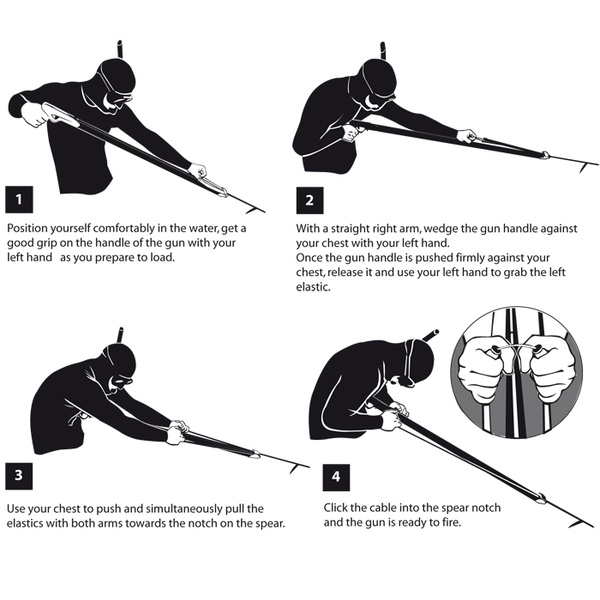 1
Position yourself comfortably in the water, get a
good grip on the handle of the gun with your
left hand as you prepare to load.
2
With a straight right arm, wedge the gun handle against
your chest with your left hand.
Once the gun handle is pushed firmly against your
chest, release it and use your left hand to grab the left
elastic.
3
Use your chest to push and simultaneously pull the
elastics with both arms towards the notch on the spear.
4
Click the cable into the spear notch
and the gun is ready to fire.